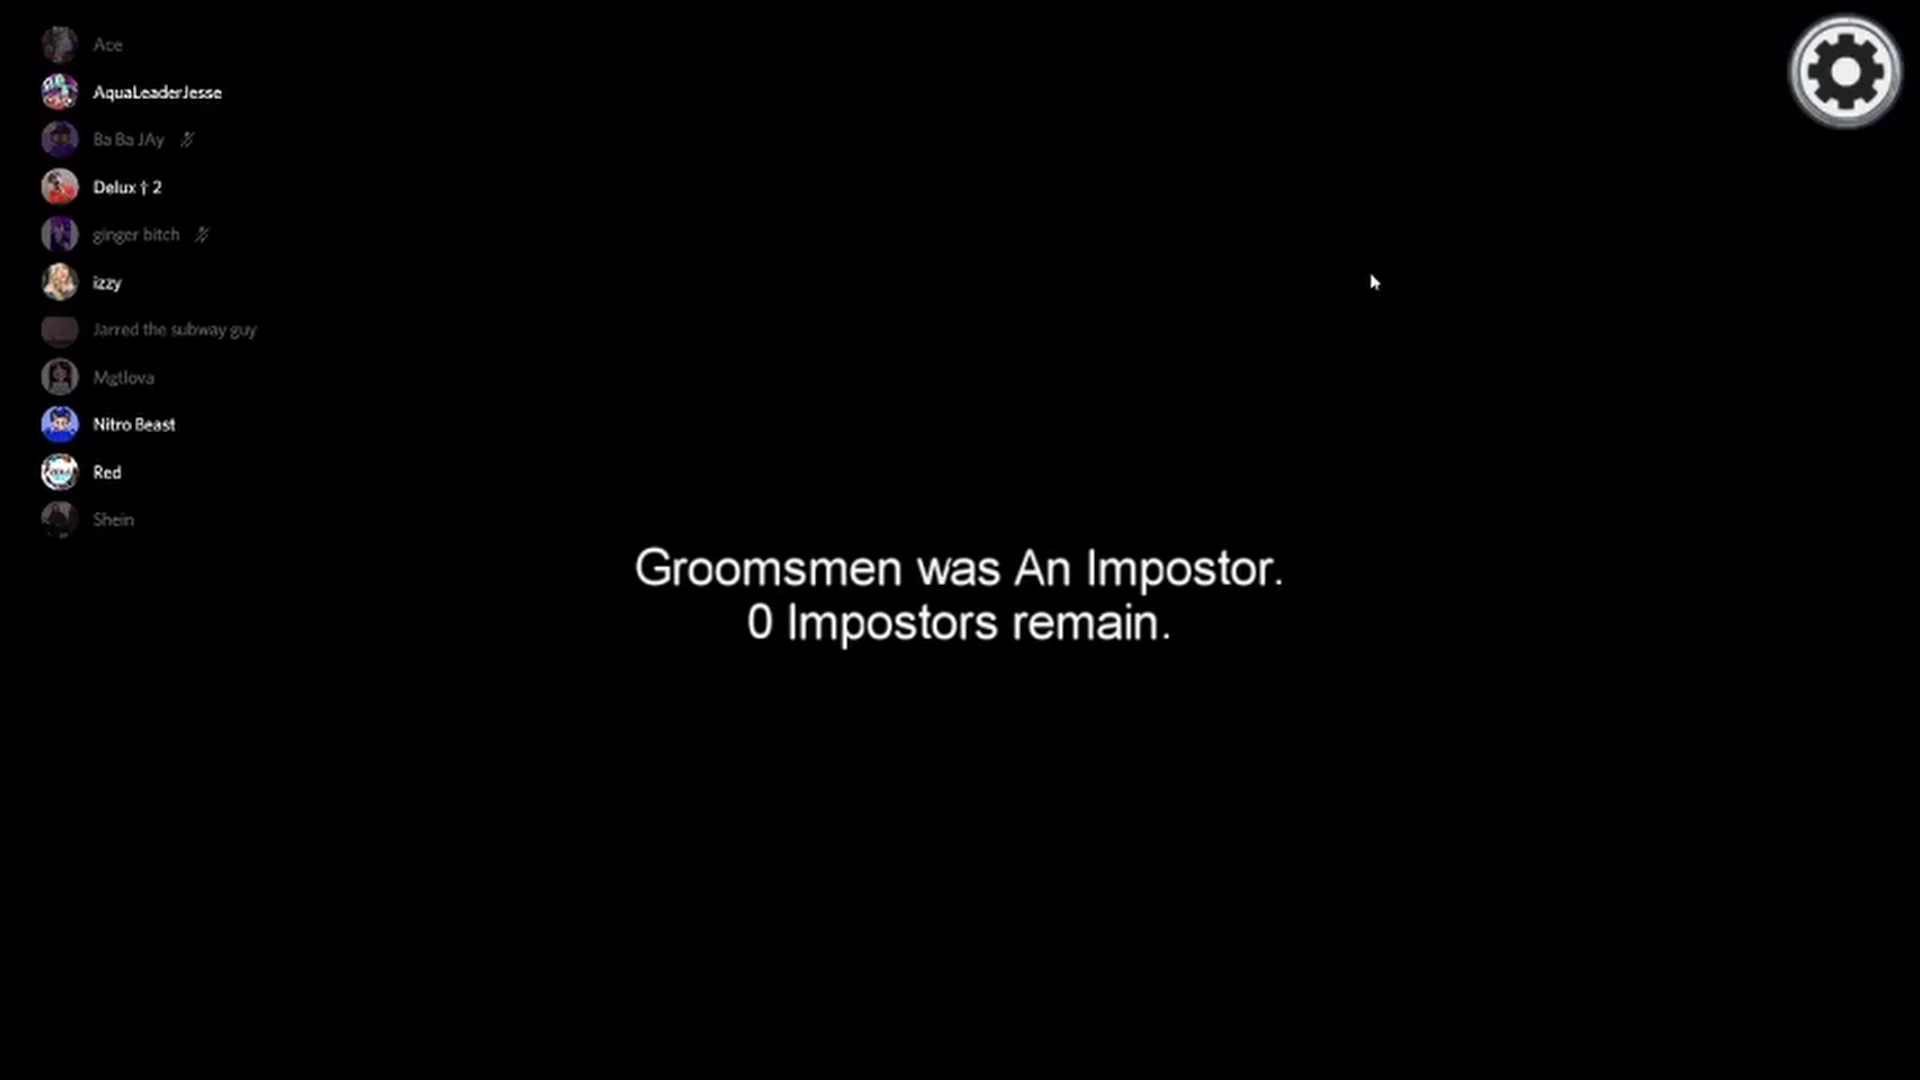 Ace
AquaLeaderJesse
Ba Ba JAy
Delux † 2
ginger bitch
izzy
Jarred the subway guy
Mgtlova
Nitro Beast
Red
Shein
Groomsmen was An Impostor.
0 Impostors remain.